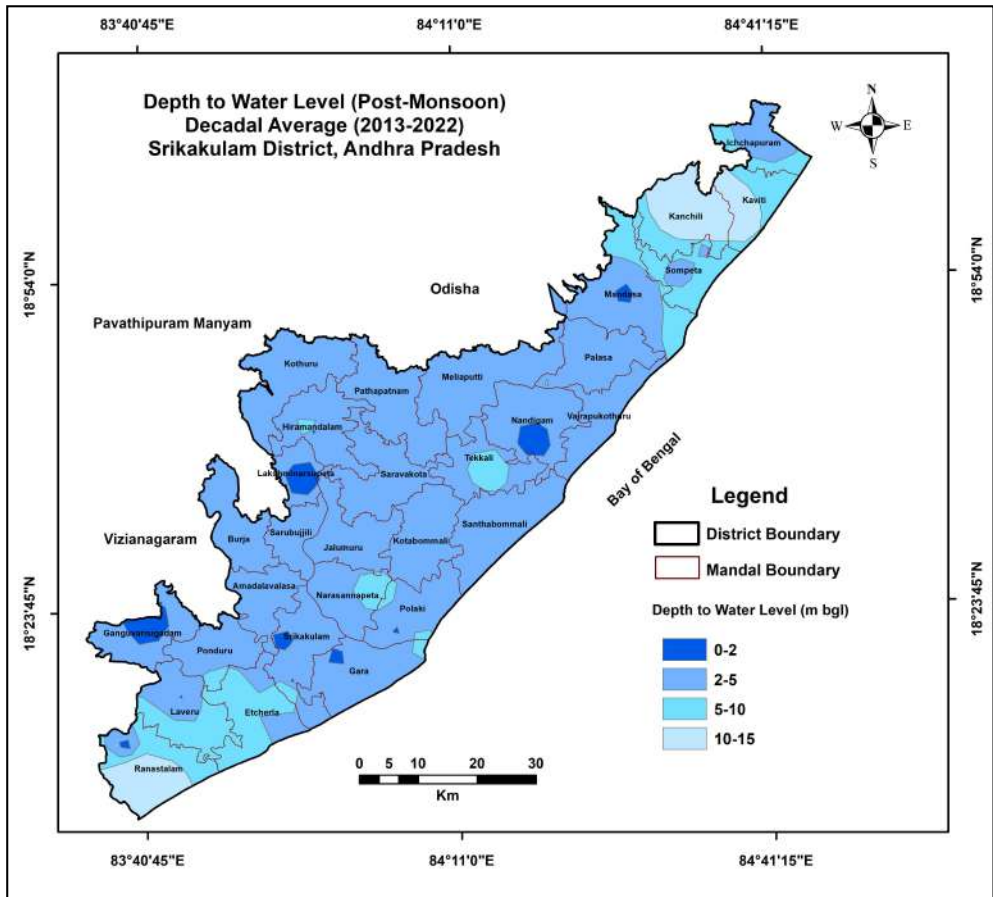 83°40'45"E
84°11'0"E
84°41'15"E
Depth to Water Level (Post-Monsoon)
Decadal Average (2013-2022)
Srikakulam District, Andhra Pradesh
N
W
E
S
Ichchapuram
Kaviti
Kanchili
18°54'0"N
Sompeta
18°54'0"N
Odisha
Mandasa
Pavathipuram Manyam
Palasa
Kothuru
Meliaputti
Pathapatnam
Nandigam
Vajrapukothuru
Hiramandalam
Tekkali
Lakshminarsupeta
Saravakota
Bay of Bengal
Legend
District Boundary
Mandal Boundary
Depth to Water Level (m bgl)
0-2
2-5
5-10
10-15
Santhabommali
Vizianagaram
Burja
Sarubujjili
Kotabommali
Jalumuru
Amadalavalasa
Narasannapeta
Polaki
18°23'45"N
18°23'45"N
Ganguvarisigadam
Srikakulam
Ponduru
Gara
Laveru
Etcherla
Ranastalam
0 5 10 20 30
Km
83°40'45"E
84°11'0"E
84°41'15"E